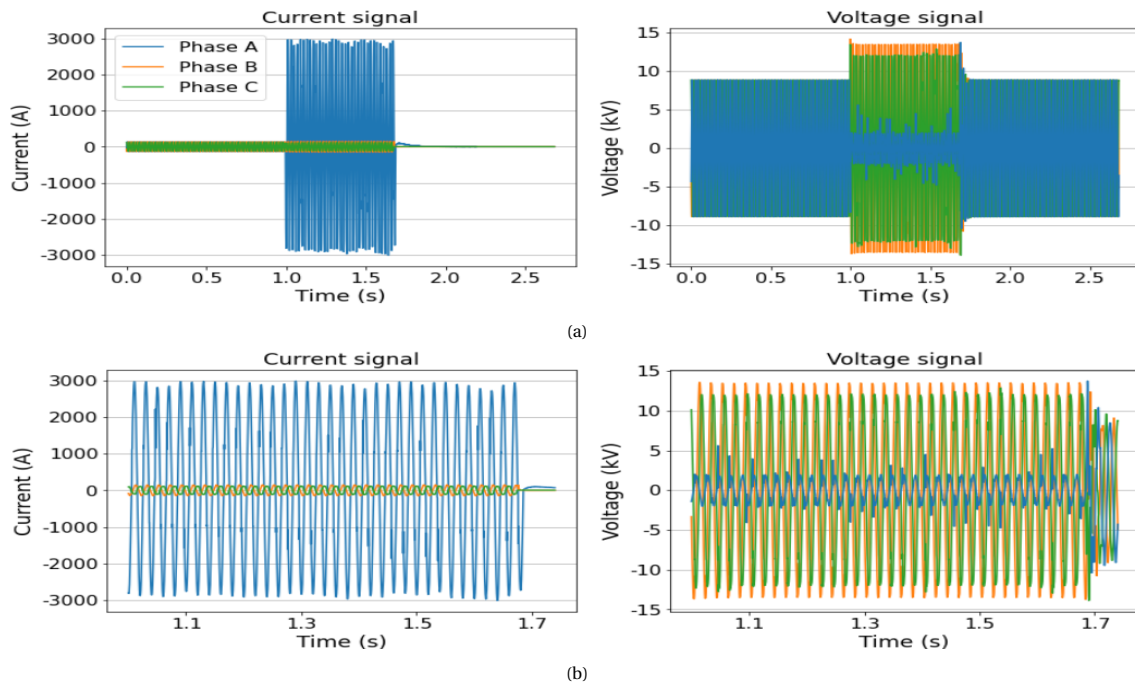 Current signal
Voltage signal
Current (A)
3000
2000
1000
0
-1000
-2000
-3000
Phase A
Phase B
Phase C
0.0 0.5 1.0 1.5 2.0 2.5
Time (s)
Voltage (kV)
15
10
5
0
-5
-10
-15
0.0 0.5 1.0 1.5 2.0 2.5
Time (s)
(a)
Current signal
Voltage signal
Current (A)
3000
2000
1000
0
-1000
-2000
-3000
1:1 1:3 1:5 1:7
Time (s)
Voltage (kV)
15
10
5
0
-5
-10
-15
1:1 1:3 1:5 1:7
Time (s)
(b)